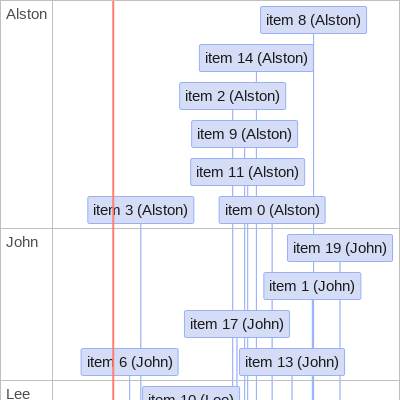 Alston
item 8 (Alston)
item 14 (Alston)
item 2 (Alston)
item 9 (Alston)
item 11 (Alston)
item 3 (Alston)
item 0 (Alston)
John
item 19 (John)
item 1 (John)
item 17 (John)
item 6 (John)
item 13 (John)
Lee
item 10 (Lee)